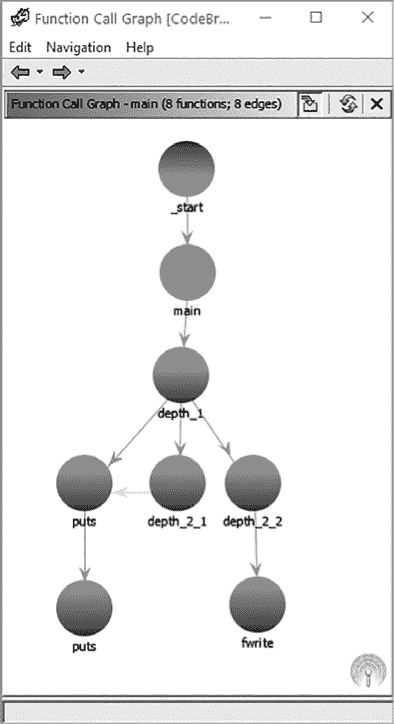 Function Call Graph [CodeBr...
Edit Navigation Help
Function Call Graph - main (8 functions; 8 edges)
_start
main
depth_1
puts depth_2_1 depth_2_2
puts fwrite